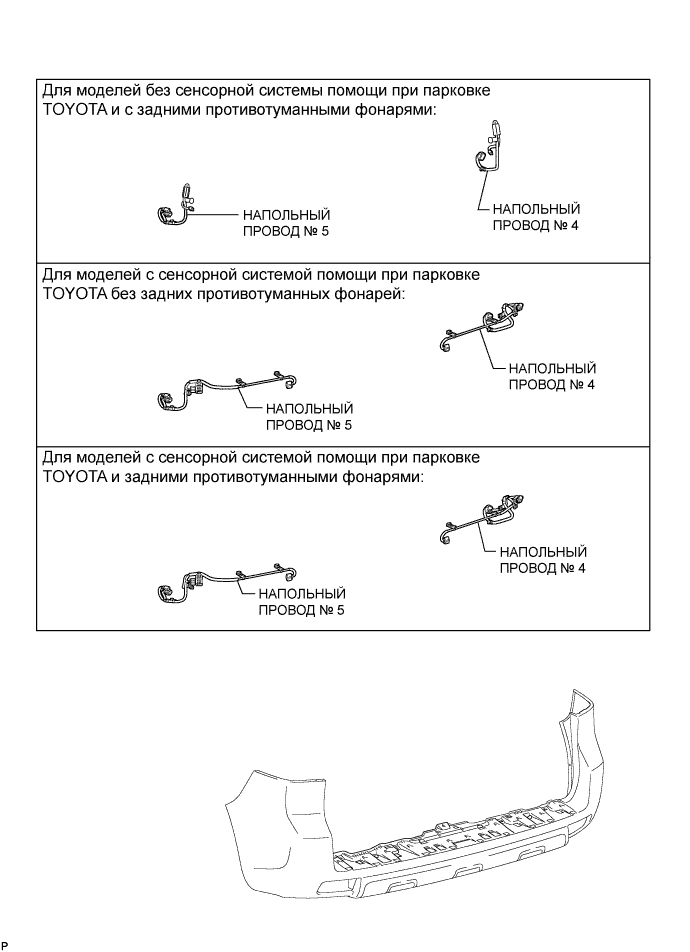 Для моделей без сенсорной системы помощи при парковке
TOYOTA и с задними противотуманными фонарями:
НАПОЛЬНЫЙ
ПРОВОД № 5
НАПОЛЬНЫЙ
ПРОВОД № 4
Для моделей с сенсорной системой помощи при парковке
TOYOTA без задних противотуманных фонарей:
НАПОЛЬНЫЙ
ПРОВОД № 4
НАПОЛЬНЫЙ
ПРОВОД № 5
Для моделей с сенсорной системой помощи при парковке
TOYOTA и задними противотуманными фонарями:
НАПОЛЬНЫЙ
ПРОВОД № 4
НАПОЛЬНЫЙ
ПРОВОД № 5
P